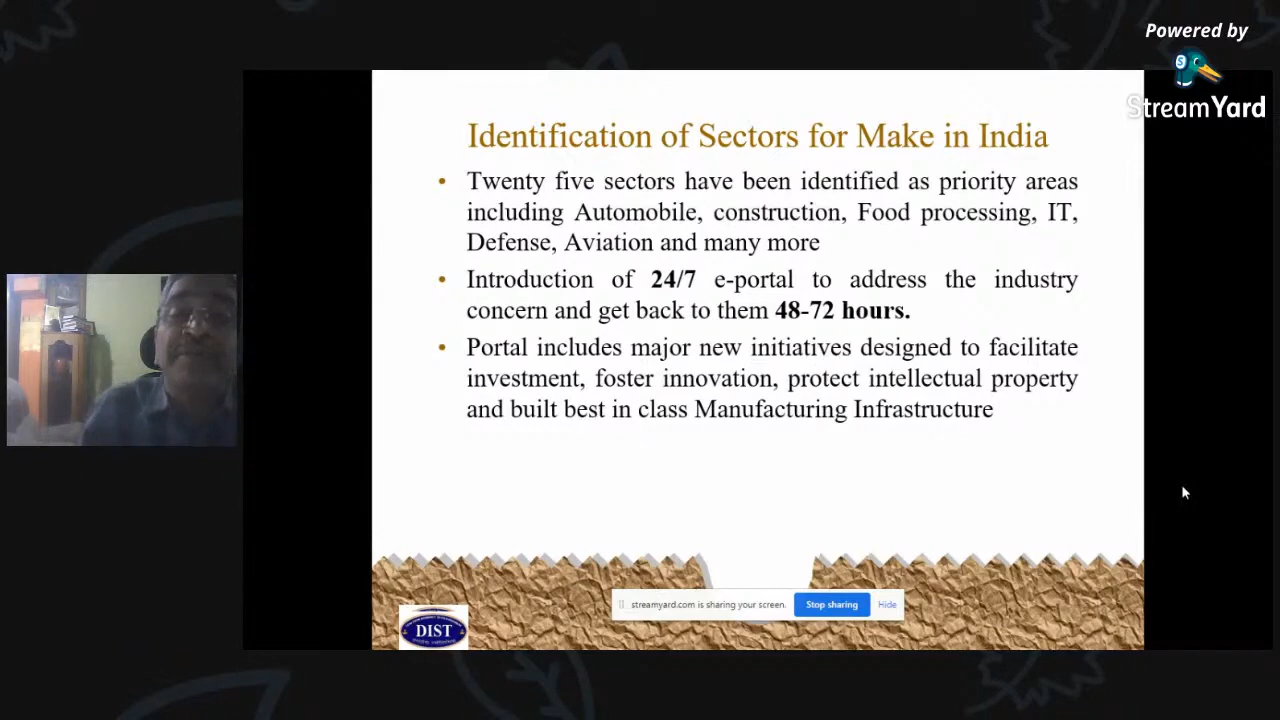 Powered by
StreamYard
Identification of Sectors for Make in India
• Twenty five sectors have been identified as priority areas
including Automobile, construction, Food processing, IT,
Defense, Aviation and many more
• Introduction of 24/7 e-portal to address the industry
concern and get back to them 48-72 hours.
• Portal includes major new initiatives designed to facilitate
investment, foster innovation, protect intellectual property
and built best in class Manufacturing Infrastructure
streamyard.com is sharing your screen. Stop sharing Hide
DIST